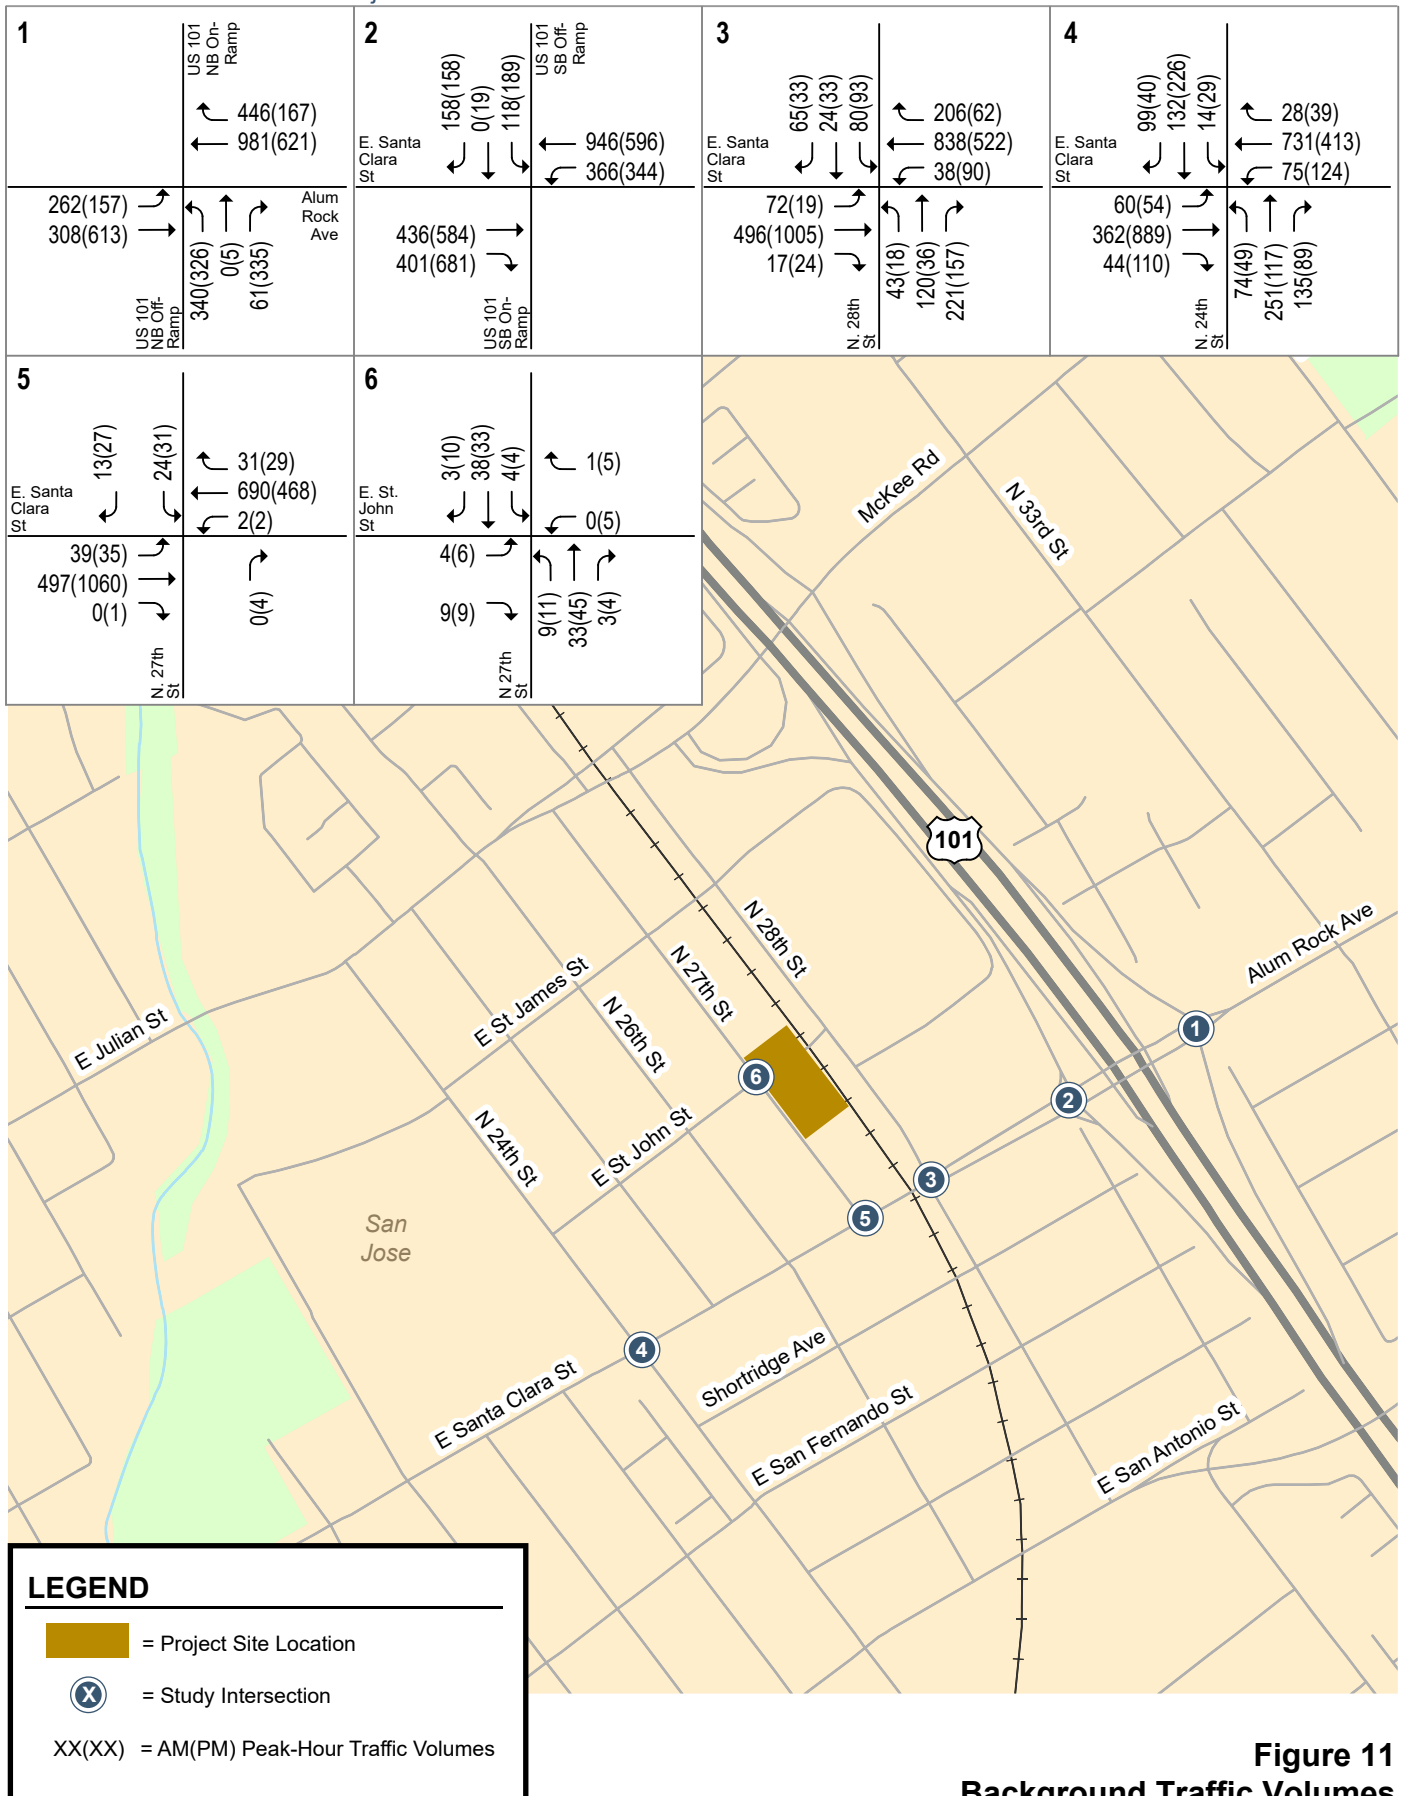 1
US 101
NB On-
Ramp
446(167)
981(621)
262(157)
308(613)
Alum
Rock
Ave
340(326)
0(5)
61(335)
US 101
NB Off-
Ramp
2
158(158)
0(19)
118(189)
US 101
SB Off-
Ramp
E. Santa
Clara
St
946(596)
366(344)
436(584)
401(681)
US 101
SB On-
Ramp
3
65(33)
24(33)
80(93)
E. Santa
Clara
St
206(62)
838(522)
38(90)
72(19)
496(1005)
17(24)
43(18)
120(36)
221(157)
N. 28th
St
4
99(40)
132(226)
14(29)
E. Santa
Clara
St
28(39)
731(413)
75(124)
60(54)
362(889)
44(110)
74(49)
251(117)
135(89)
N. 24th
St
5
13(27)
24(31)
E. Santa
Clara
St
31(29)
690(468)
2(2)
39(35)
497(1060)
0(1)
0(4)
N. 27th
St
6
3(10)
38(33)
4(4)
E. St.
John
St
1(5)
0(5)
4(6)
9(9)
9(11)
33(45)
3(4)
N 27th
St
McKee Rd
N 33rd St
101
Alum Rock Ave
N 28th St
N 27th St
E St James St
N 26th St
E Julian St
1
6
2
N 24th St
E St John St
3
5
San
Jose
4
Shortridge Ave
E Santa Clara St
E San Fernando St
E San Antonio St
LEGEND
= Project Site Location
X = Study Intersection
XX(XX) = AM(PM) Peak-Hour Traffic Volumes
Figure 11
Background Traffic Volumes